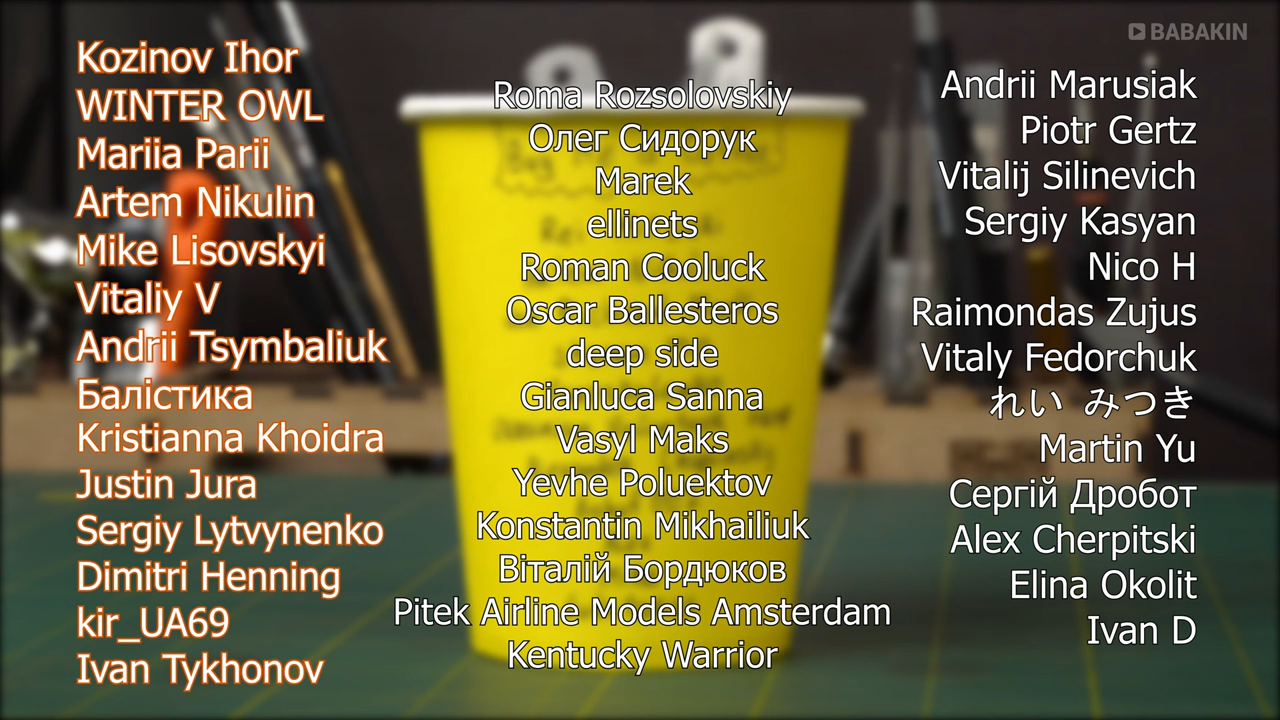 BABAKIN
Kozinov Ihor
WINTER OWL
Mariia Parii
Artem Nikulin
Mike Lisovskyi
Vitaliy V
Andrii Tsymbaliuk
Балістика
Kristianna Khoidra
Justin Jura
Sergiy Lytvynenko
Dimitri Henning
kir_UA69
Ivan Tykhonov
Roma Rozsolovskiy
Олег Сидорук
Marek
ellinets
Roman Cooluck
Oscar Ballesteros
deep side
Gianluca Sanna
Vasyl Maks
Yevhe Poluektov
Konstantin Mikhailiuk
Віталій Бордюков
Pitek Airline Models Amsterdam
Kentucky Warrior
Andrii Marusiak
Piotr Gertz
Vitalij Silinevich
Sergiy Kasyan
Nico H
Raimondas Zujus
Vitaly Fedorchuk
れい みつき
Martin Yu
Сергій Дробот
Alex Cherpitski
Elina Okolit
Ivan D